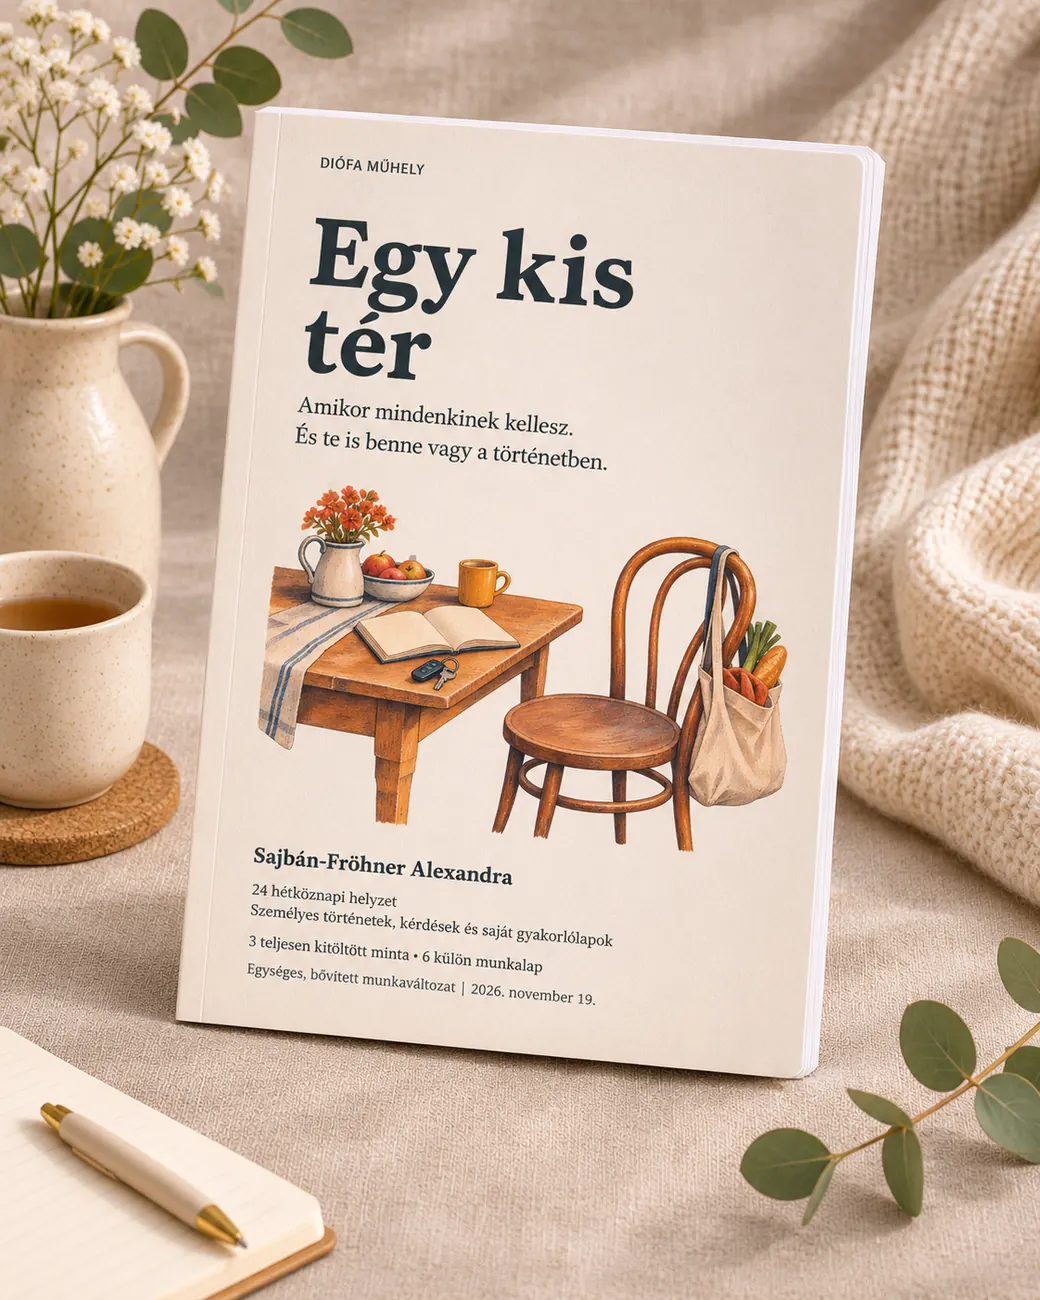 DIÓFA MŰHELY
Egy kis
tér
Amikor mindenkinek kellesz.
És te is benne vagy a történetben.
Sajbán-Fröhner Alexandra
24 hétköznapi helyzet
Személyes történetek, kérdések és saját gyakorlólapok
3 teljesen kitöltött minta • 6 külön munkalap
Egységes, bővített munkaváltozat | 2026. november 19.